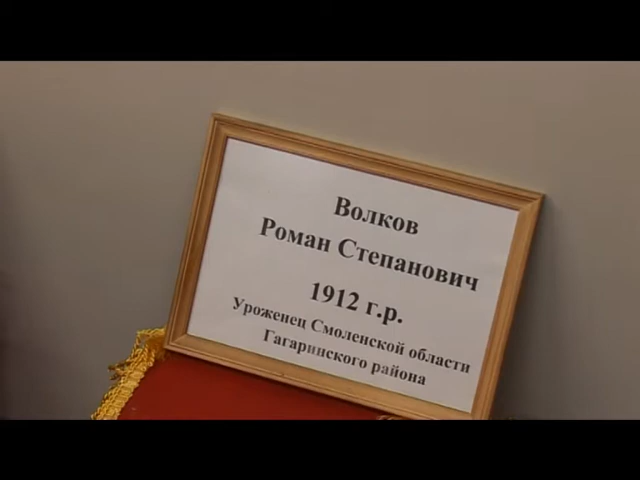 Волков
Роман Степанович
1912 г.р.
Уроженец Смоленской области
Гагаринского района